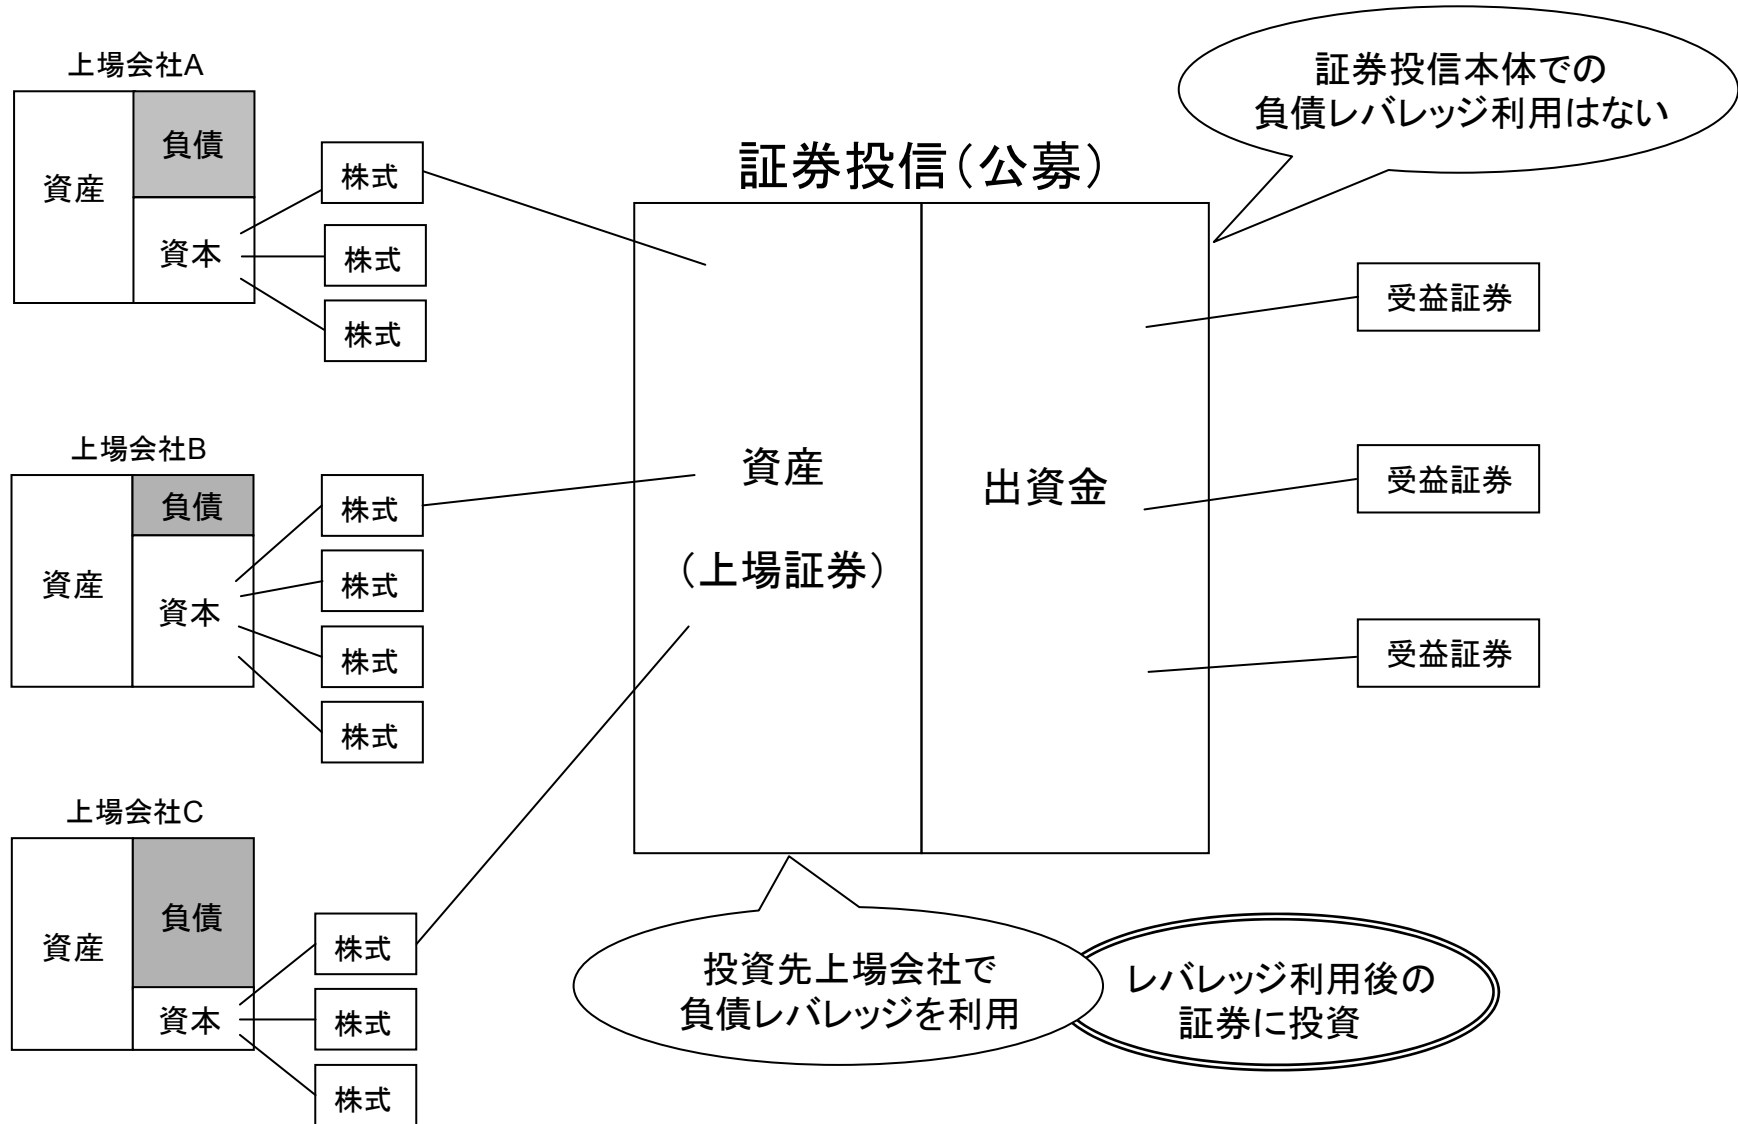 上場会社A
資産
負債
資本
株式
株式
株式
上場会社B
資産
負債
資本
株式
株式
株式
株式
上場会社C
資産
負債
資本
株式
株式
株式
証券投信（公募）
資産
（上場証券）
出資金
証券投信本体での
負債レバレッジ利用はない
受益証券
受益証券
受益証券
投資先上場会社で
負債レバレッジを利用
レバレッジ利用後の
証券に投資